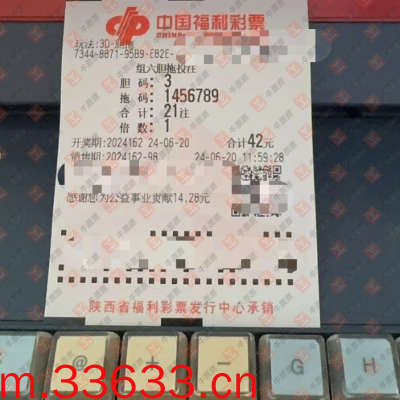 中国福利彩票
玩法:3D-组六
7344-8871-95B9-E82E-
组六胆拖投注
胆 码: 3
拖 码: 1456789
合 计: 21注
倍 数: 1
开奖期:2024162 24-06-20 合计42元
销售期:2024162-98 24-06-20 11:59:28
感谢您为公益事业贡献14.28元
陕西省福利彩票发行中心承销
@ + - G H
m.33633.cn